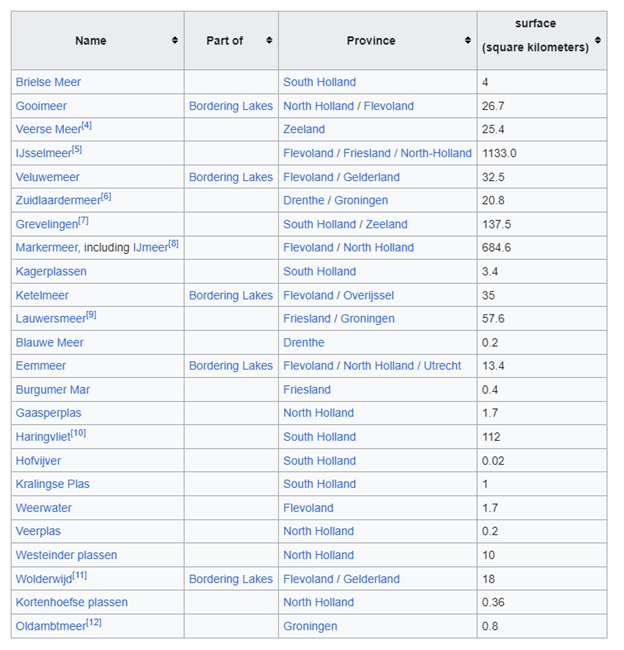 Name Part of Province surface
(square kilometers)
Brielse Meer South Holland 4
Gooimeer Bordering Lakes North Holland / Flevoland 26.7
Veerse Meer[4] Zeeland 25.4
IJsselmeer[5] Flevoland / Friesland / North-Holland 1133.0
Veluwemeer Bordering Lakes Flevoland / Gelderland 32.5
Zuidlaardermeer[6] Drenthe / Groningen 20.8
Grevelingen[7] South Holland / Zeeland 137.5
Markermeer, including IJmeer[8] Flevoland / North Holland 684.6
Kagerplassen South Holland 3.4
Ketelmeer Bordering Lakes Flevoland / Overijssel 35
Lauwersmeer[9] Friesland / Groningen 57.6
Blauwe Meer Drenthe 0.2
Eemmeer Bordering Lakes Flevoland / North Holland / Utrecht 13.4
Burgumer Mar Friesland 0.4
Gaasperplas North Holland 1.7
Haringvliet[10] South Holland 112
Hofvijver South Holland 0.02
Kralingse Plas South Holland 1
Weerwater Flevoland 1.7
Veerplas North Holland 0.2
Westeinder plassen North Holland 10
Wolderwijd[11] Bordering Lakes Flevoland / Gelderland 18
Kortenhoefse plassen North Holland 0.36
Oldambtmeer[12] Groningen 0.8